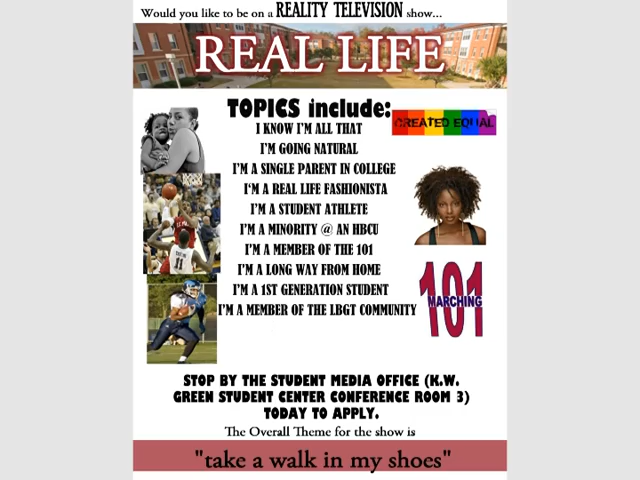 Would you like to be on a REALITY TELEVISION show...
REAL LIFE
TOPICS include:
CREATED EQUAL
I KNOW I'M ALL THAT
I'M GOING NATURAL
I'M A SINGLE PARENT IN COLLEGE
I'M A REAL LIFE FASHIONISTA
I'M A STUDENT ATHLETE
I'M A MINORITY @ AN HBCU
I'M A MEMBER OF THE 101
I'M A LONG WAY FROM HOME
I'M A 1ST GENERATION STUDENT
I'M A MEMBER OF THE LBGT COMMUNITY
11
101
MARCHING
STOP BY THE STUDENT MEDIA OFFICE (K.W.
GREEN STUDENT CENTER CONFERENCE ROOM 3)
TODAY TO APPLY.
The Overall Theme for the show is
"take a walk in my shoes"